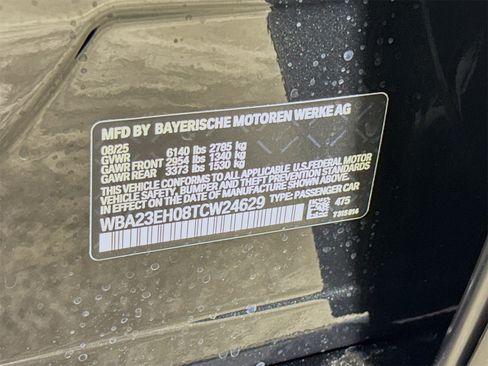 MFD BY BAYERISCHE MOTOREN WERKE AG
08/25
GVWR 6140 lbs 2785 kg
GAWR FRONT 2954 lbs 1340 kg
GAWR REAR 3373 lbs 1530 kg
THIS VEHICLE CONFORMS TO ALL APPLICABLE U.S. FEDERAL MOTOR
VEHICLE SAFETY, BUMPER AND THEFT PREVENTION STANDARDS IN
EFFECT ON THE DATE OF MANUFACTURE SHOWN ABOVE.
WBA23EH08TCW24629 TYPE: PASSENGER CAR
475
7315914